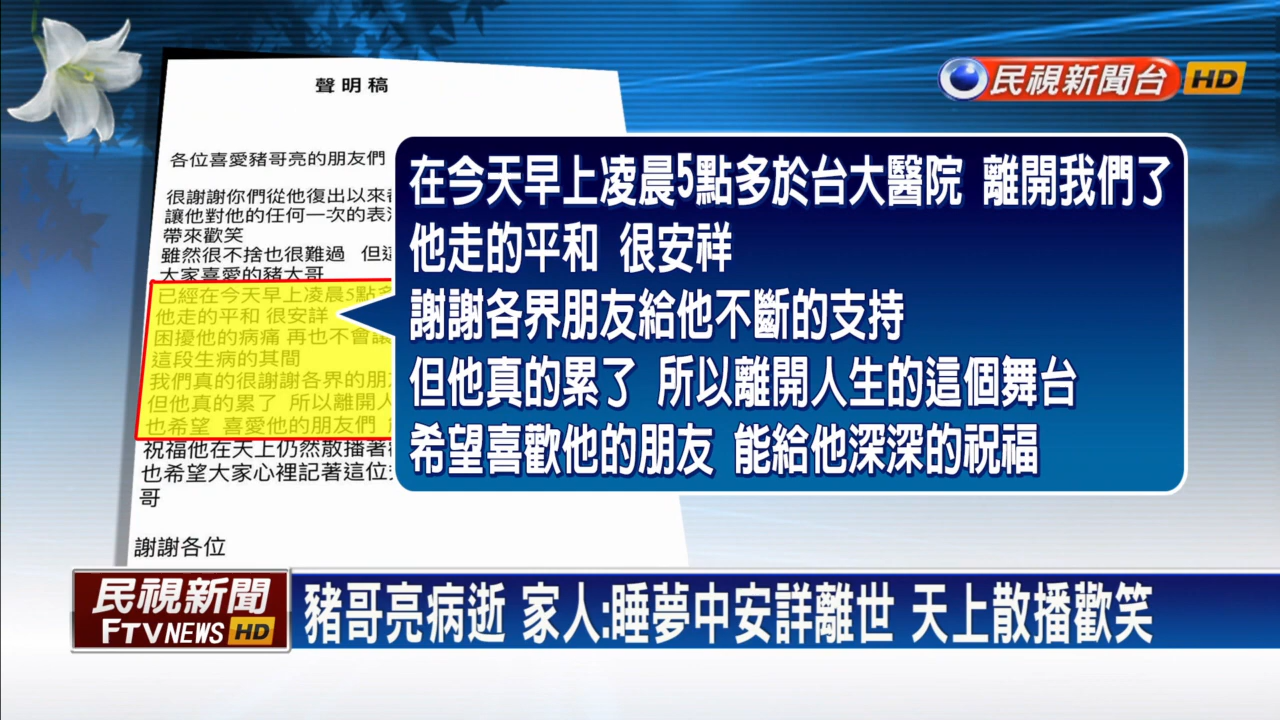 民視新聞台 HD
聲明稿
各位喜愛豬哥亮的朋友們
很謝謝你們從他復出以來
讓他對他的任何一次的表
帶來歡笑
雖然很不捨也很難過 但
大家喜愛的豬大哥
已經在今天早上凌晨5點多
他走的平和 很安詳
困擾他的病痛 再也不會讓
這段生病的其間
我們真的很謝謝各界的朋
但他真的累了 所以離開
也希望 喜愛他的朋友們
祝福他在天上仍然散播著
也希望大家心裡記著這位
哥
謝謝各位
在今天早上凌晨5點多於台大醫院 離開我們了
他走的平和 很安祥
謝謝各界朋友給他不斷的支持
但他真的累了 所以離開人生的這個舞台
希望喜歡他的朋友 能給他深深的祝福
民視新聞
FTVNEWS HD
豬哥亮病逝 家人:睡夢中安詳離世 天上散播歡笑